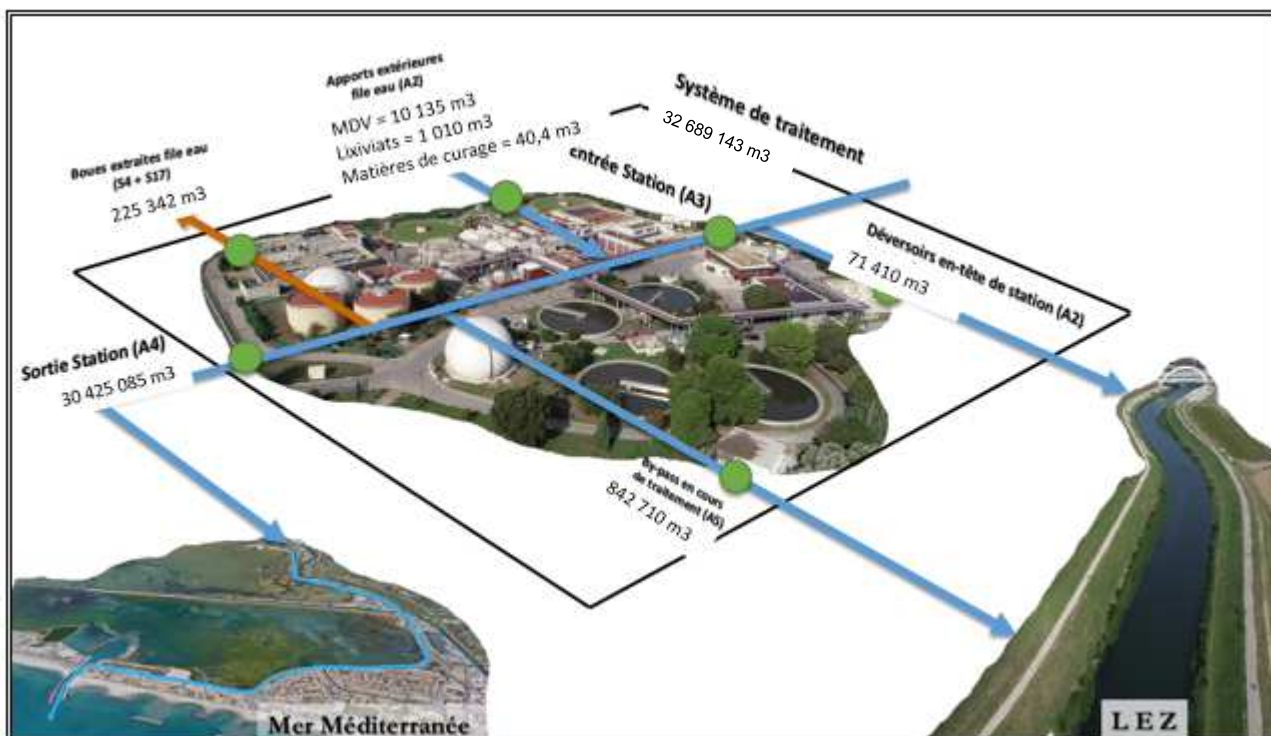 Apports extérieures
file eau (A2)
MDV = 10 135 m3
Lixiviats = 1 010 m3
Matières de curage = 40,4 m3
Système de traitement
32 689 143 m3
Boues extraites file eau
(S4 + S17)
225 342 m3
entrée Station (A3)
Déversoirs en-tête de station (A2)
71 410 m3
Sortie Station (A4)
30 425 085 m3
By-pass en cours
de traitement (A5)
842 710 m3
Mer Méditerranée
LEZ